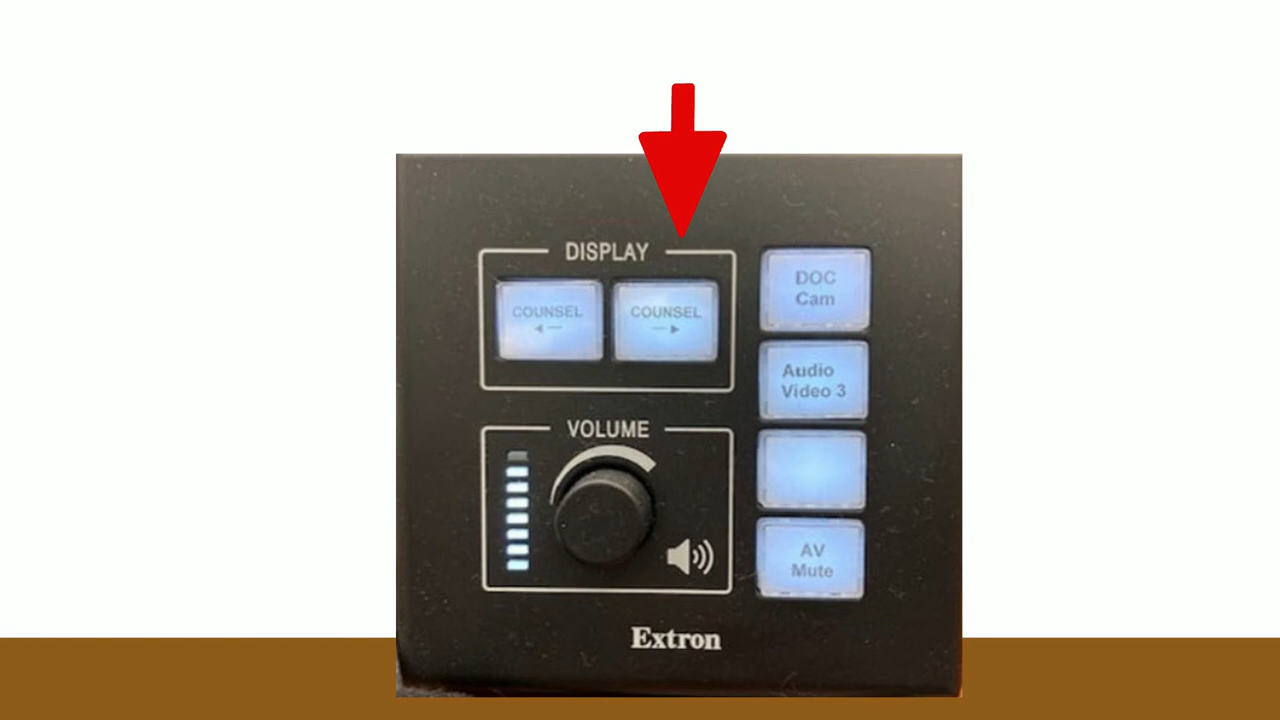 DISPLAY
COUNSEL
COUNSEL
DOC
Cam
Audio
Video 3
VOLUME
AV
Mute
Extron